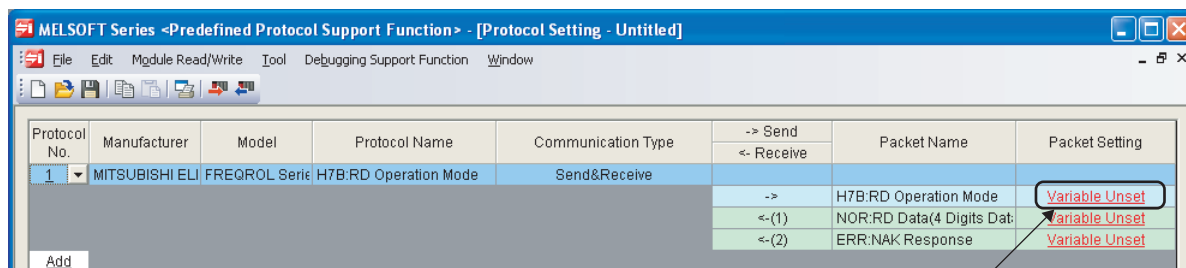 MELSOFT Series <Predefined Protocol Support Function> - [Protocol Setting - Untitled]
File Edit Module Read/Write Tool Debugging Support Function Window
Protocol No. Manufacturer Model Protocol Name Communication Type -> Send <- Receive Packet Name Packet Setting
1 MITSUBISHI ELI FREQROL Serie H7B:RD Operation Mode Send&Receive
-> H7B:RD Operation Mode Variable Unset
<-(1) NOR:RD Data(4 Digits Dat Variable Unset
<-(2) ERR:NAK Response Variable Unset
Add